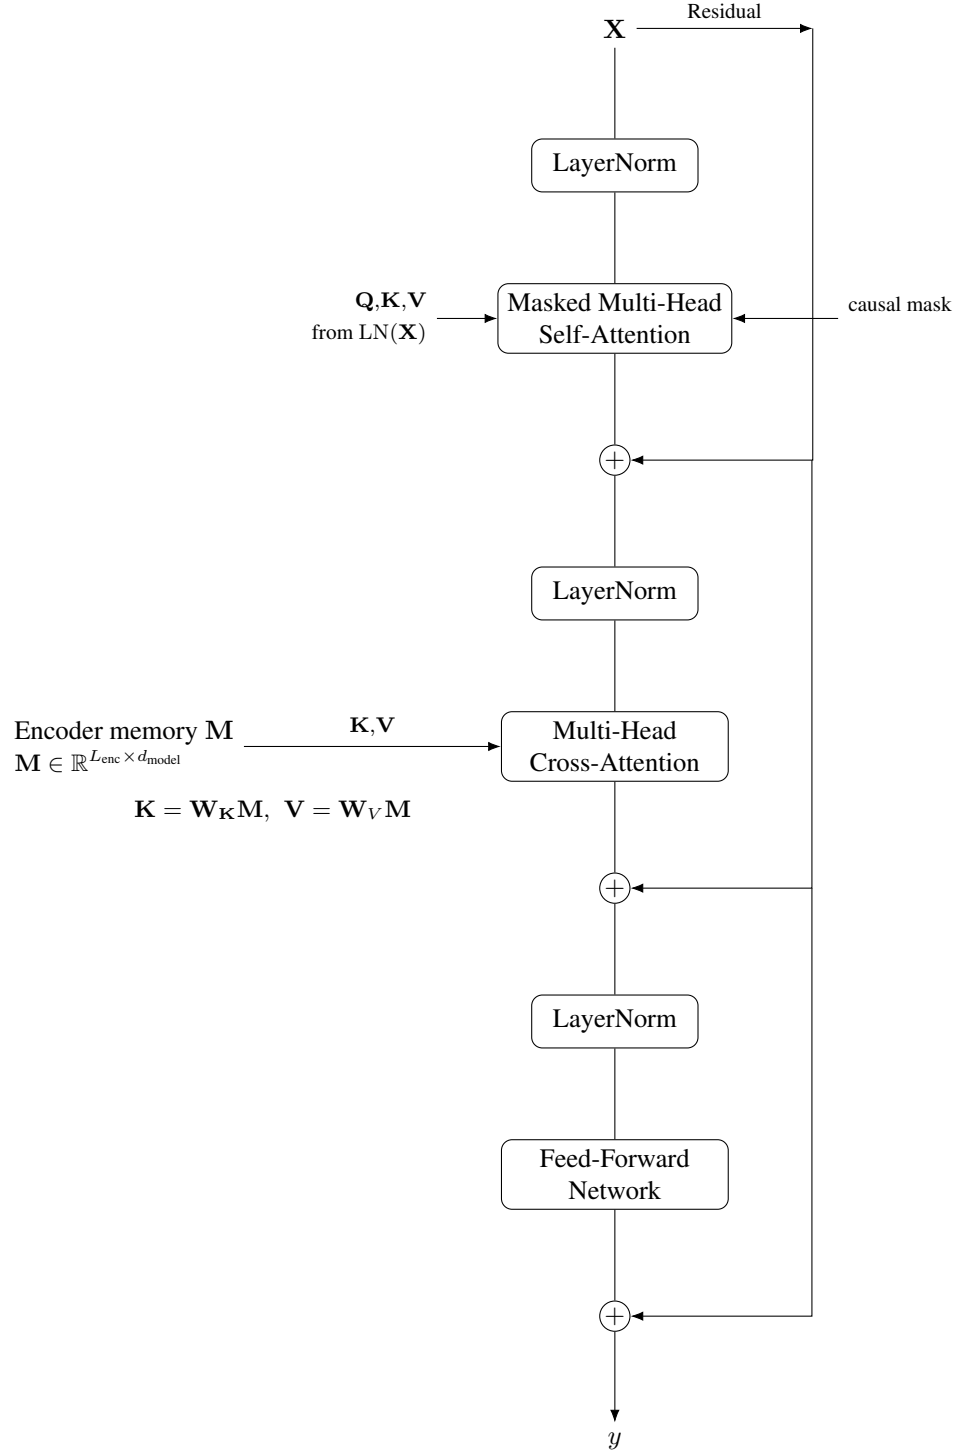 Residual
X
LayerNorm
Q,K,V
from LN(X)
Masked Multi-Head
Self-Attention
causal mask
+
LayerNorm
Encoder memory M
M ∈ ℝ^{L_enc × d_model}
K,V
Multi-Head
Cross-Attention
K = W_K M, V = W_V M
+
LayerNorm
Feed-Forward
Network
+
y